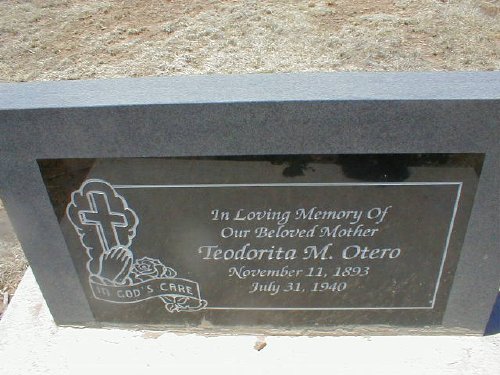 In Loving Memory Of
Our Beloved Mother
Teodorita M. Otero
November 11, 1893
July 31, 1940
IN GOD'S CARE